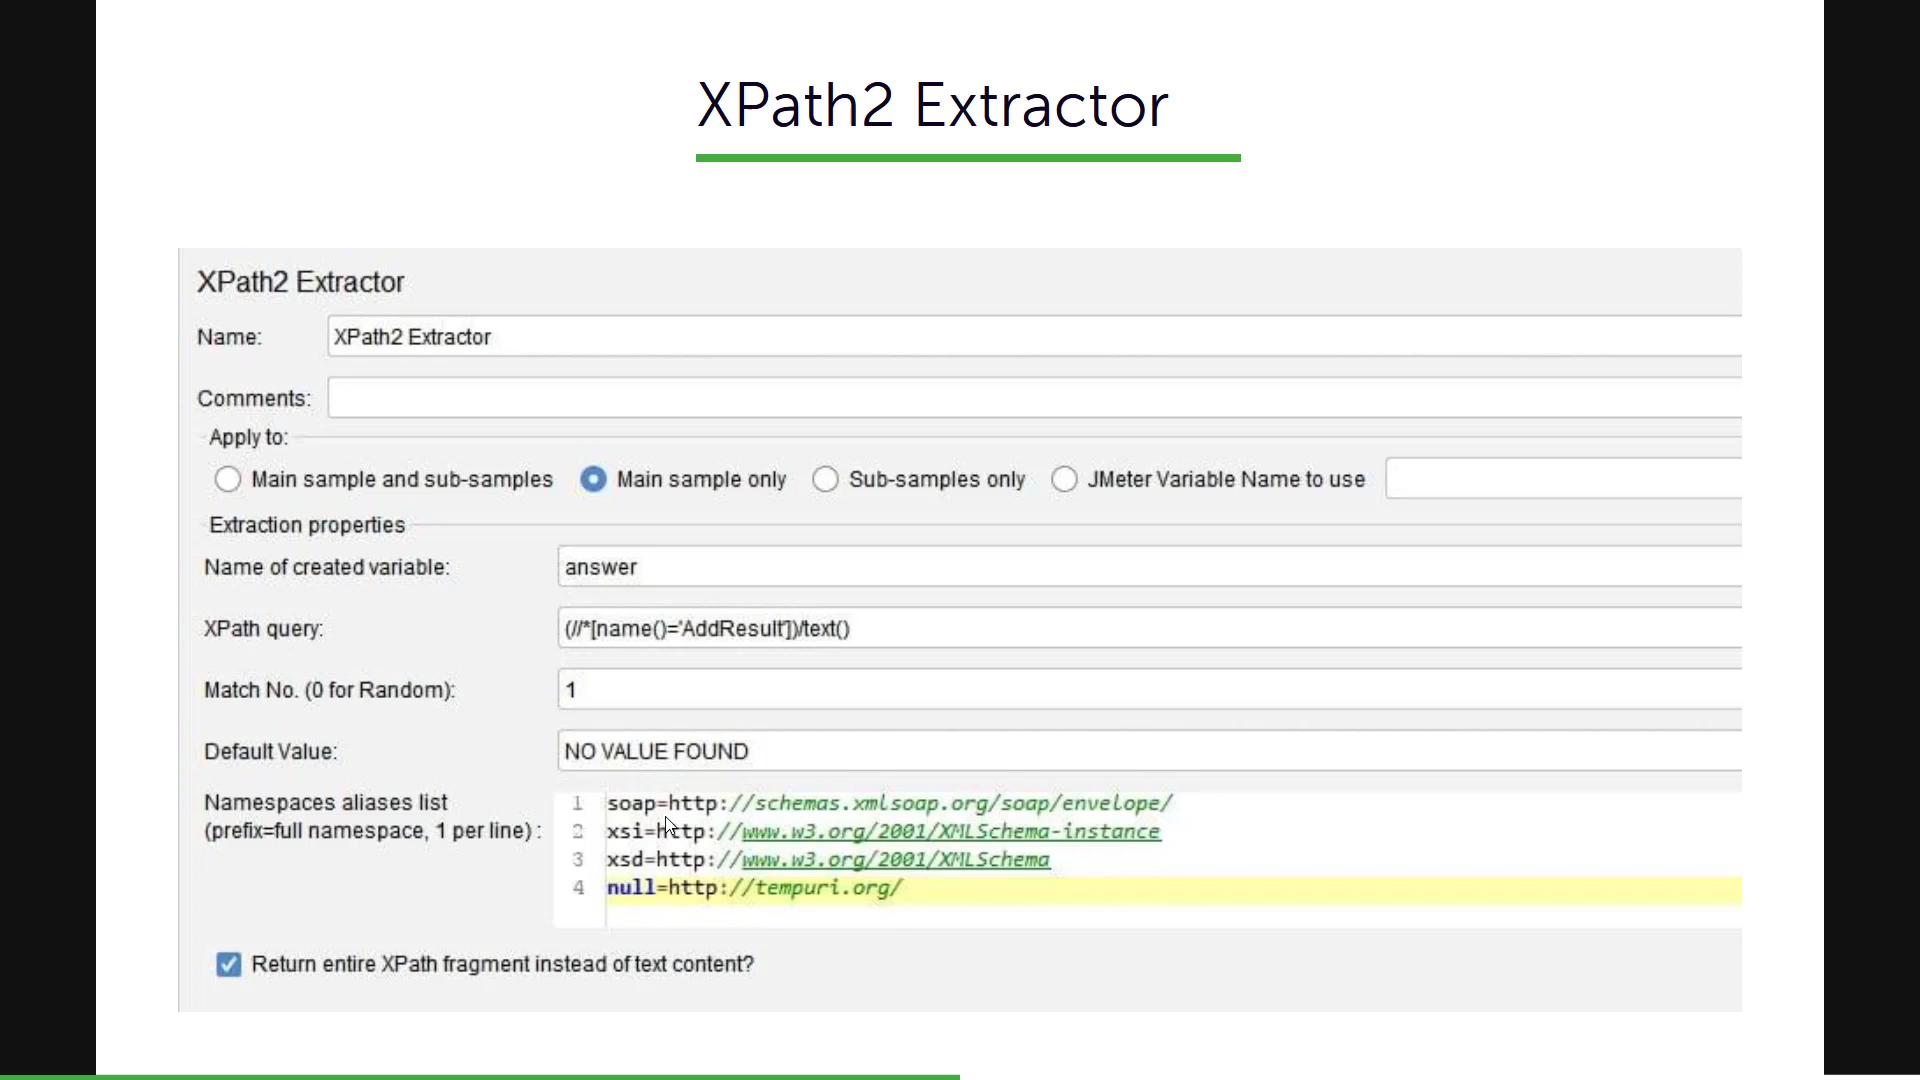 XPath2 Extractor
XPath2 Extractor
Name: XPath2 Extractor
Comments:
Apply to:
Main sample and sub-samples Main sample only Sub-samples only JMeter Variable Name to use
Extraction properties
Name of created variable: answer
XPath query: (//*[name()='AddResult'])/text()
Match No. (0 for Random): 1
Default Value: NO VALUE FOUND
Namespaces aliases list
(prefix=full namespace, 1 per line) :
1 soap=http://schemas.xmlsoap.org/soap/envelope/
2 xsi=http://www.w3.org/2001/XMLSchema-instance
3 xsd=http://www.w3.org/2001/XMLSchema
4 null=http://tempuri.org/
Return entire XPath fragment instead of text content?